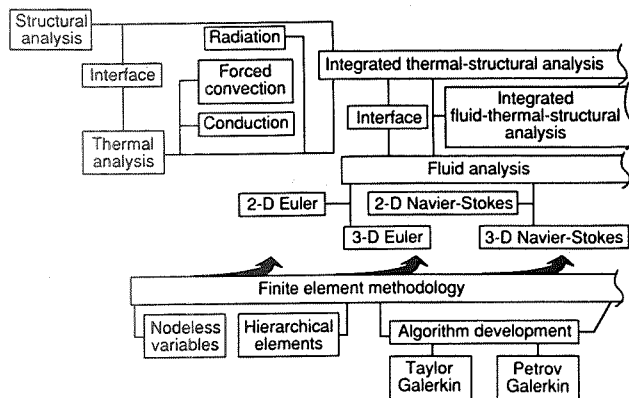 Structural
analysis
Radiation
Integrated thermal-structural analysis
Interface
Forced
convection
Integrated
fluid-thermal-structural
analysis
Interface
Conduction
Thermal
analysis
Fluid analysis
2-D Euler
2-D Navier-Stokes
3-D Euler
3-D Navier-Stokes
Finite element methodology
Nodeless
variables
Hierarchical
elements
Algorithm development
Taylor
Galerkin
Petrov
Galerkin